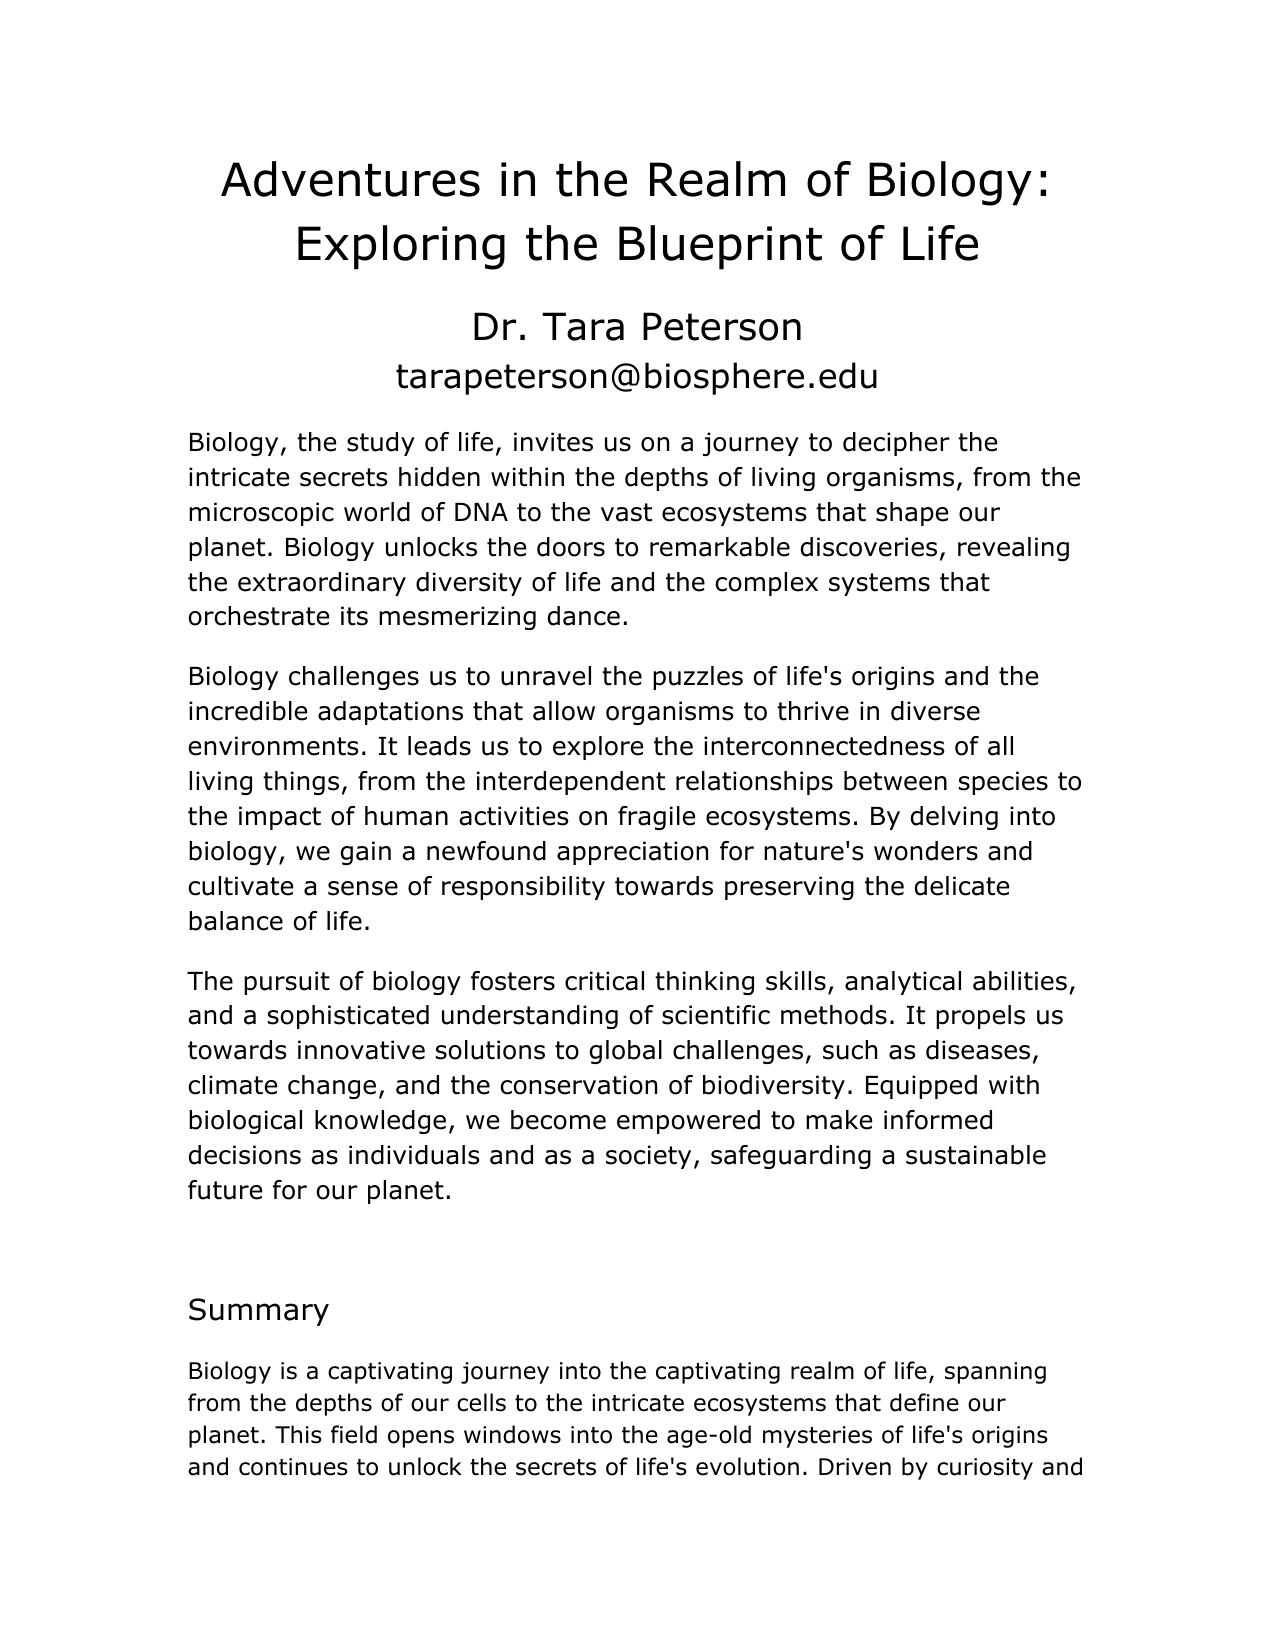 Adventures in the Realm of Biology:
Exploring the Blueprint of Life
Dr. Tara Peterson
tarapeterson@biosphere.edu
Biology, the study of life, invites us on a journey to decipher the
intricate secrets hidden within the depths of living organisms, from the
microscopic world of DNA to the vast ecosystems that shape our
planet. Biology unlocks the doors to remarkable discoveries, revealing
the extraordinary diversity of life and the complex systems that
orchestrate its mesmerizing dance.
Biology challenges us to unravel the puzzles of life's origins and the
incredible adaptations that allow organisms to thrive in diverse
environments. It leads us to explore the interconnectedness of all
living things, from the interdependent relationships between species to
the impact of human activities on fragile ecosystems. By delving into
biology, we gain a newfound appreciation for nature's wonders and
cultivate a sense of responsibility towards preserving the delicate
balance of life.
The pursuit of biology fosters critical thinking skills, analytical abilities,
and a sophisticated understanding of scientific methods. It propels us
towards innovative solutions to global challenges, such as diseases,
climate change, and the conservation of biodiversity. Equipped with
biological knowledge, we become empowered to make informed
decisions as individuals and as a society, safeguarding a sustainable
future for our planet.
Summary
Biology is a captivating journey into the captivating realm of life, spanning
from the depths of our cells to the intricate ecosystems that define our
planet. This field opens windows into the age-old mysteries of life's origins
and continues to unlock the secrets of life's evolution. Driven by curiosity and